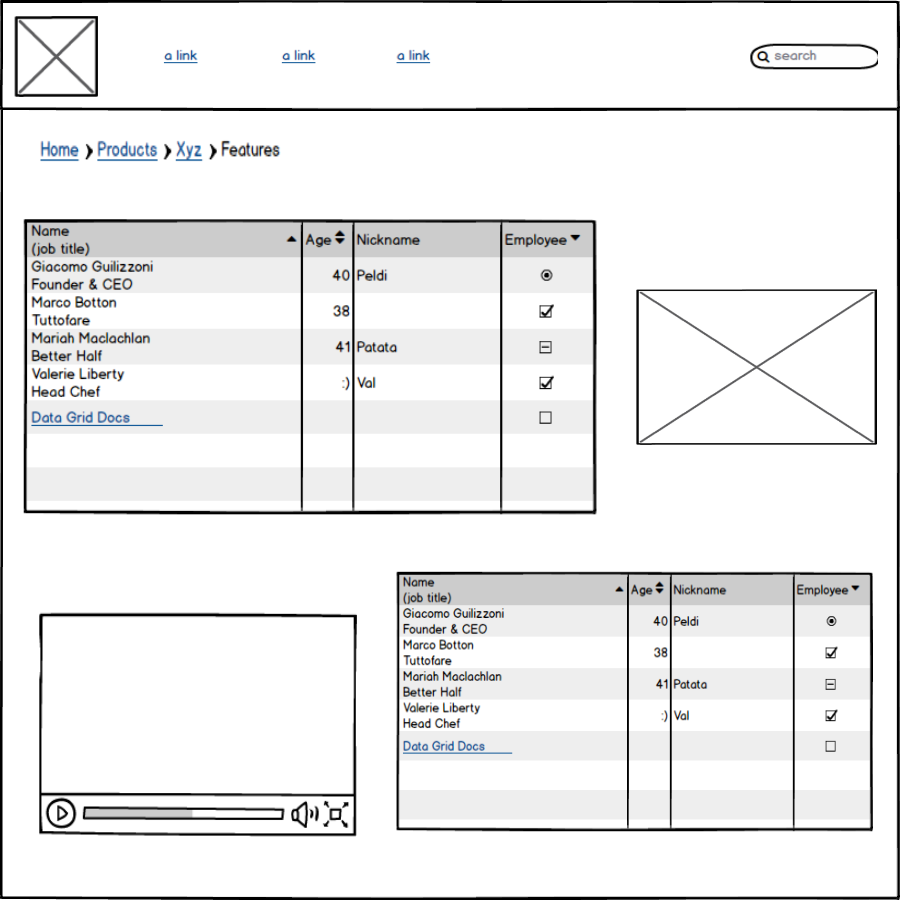 a link a link a link search
Home Products Xyz Features
Name
(job title) Age Nickname Employee
Giacomo Guilizzoni
Founder & CEO 40 Peldi
Marco Botton
Tuttofare 38
Mariah Maclachlan
Better Half 41 Patata
Valerie Liberty
Head Chef :) Val
Data Grid Docs
Name
(job title) Age Nickname Employee
Giacomo Guilizzoni
Founder & CEO 40 Peldi
Marco Botton
Tuttofare 38
Mariah Maclachlan
Better Half 41 Patata
Valerie Liberty
Head Chef :) Val
Data Grid Docs